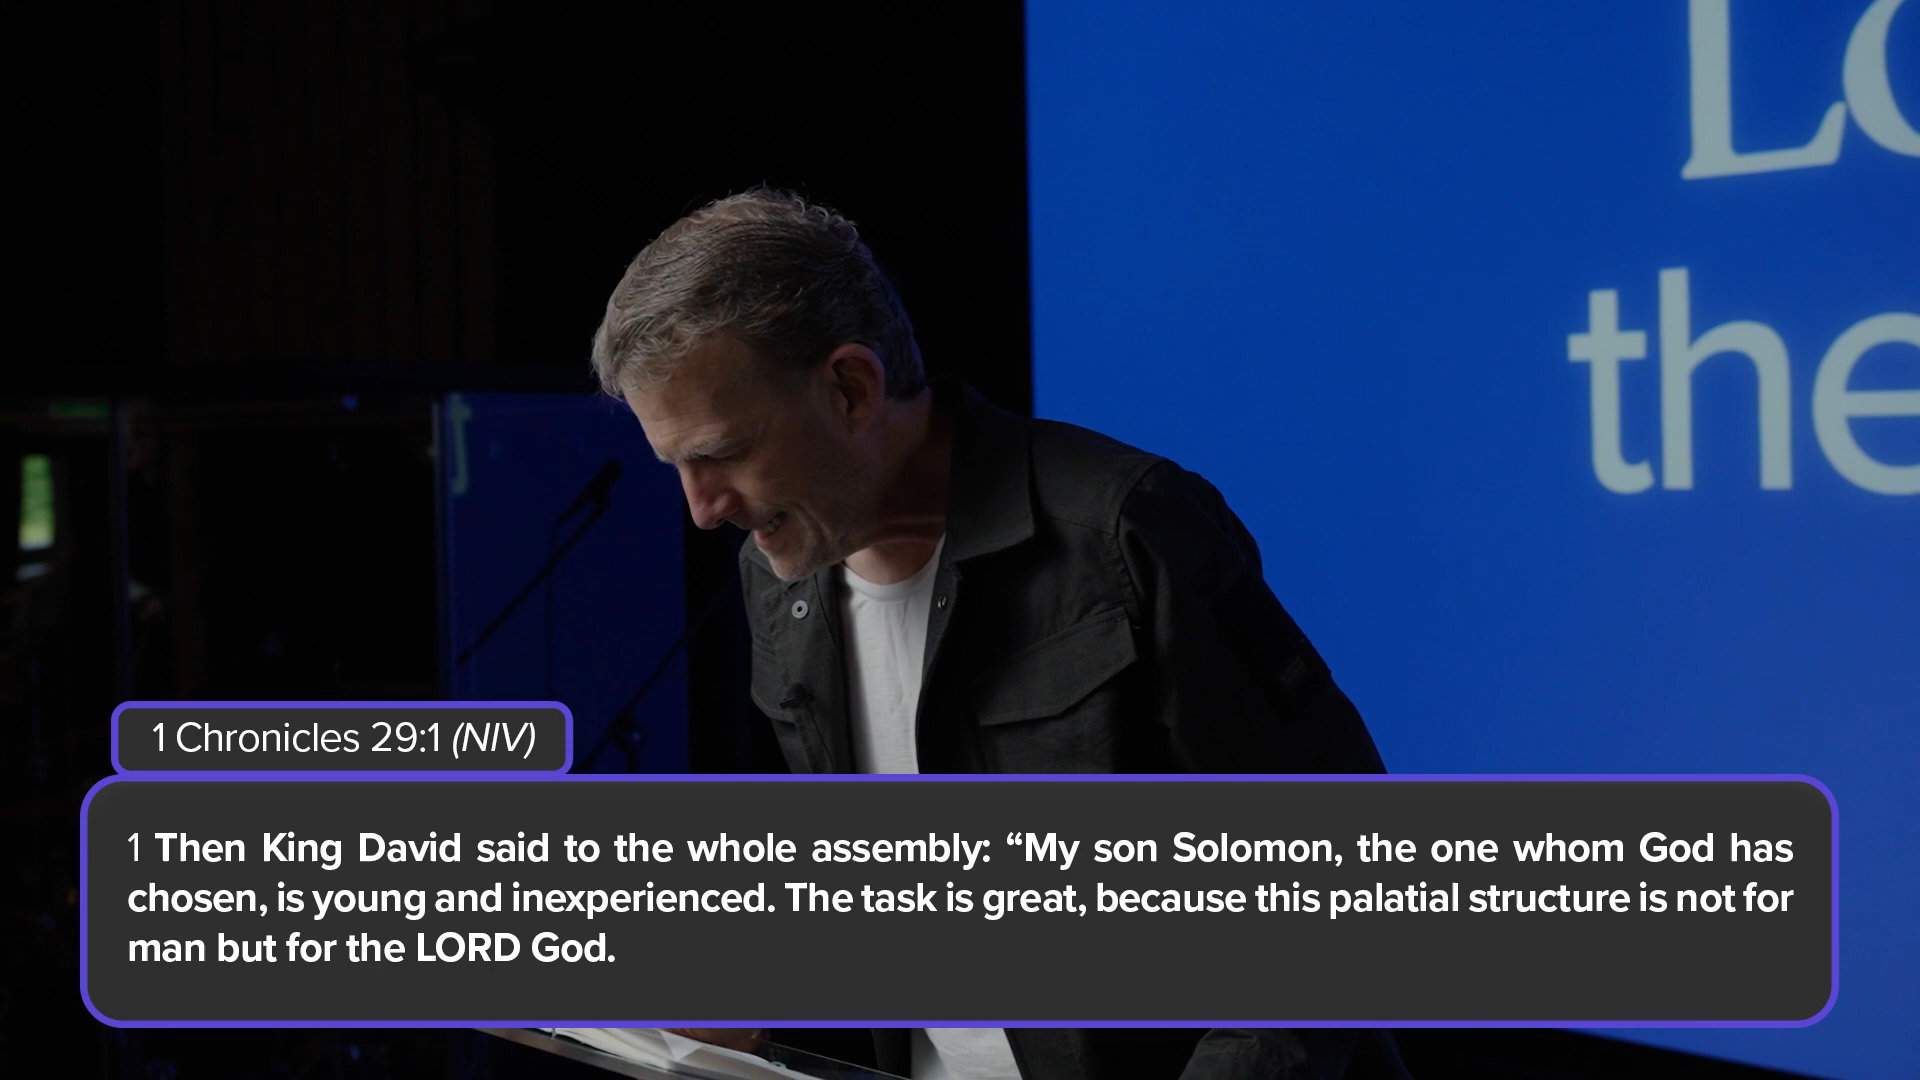 the
1 Chronicles 29:1 (NIV)
1 Then King David said to the whole assembly: “My son Solomon, the one whom God has
chosen, is young and inexperienced. The task is great, because this palatial structure is not for
man but for the LORD God.